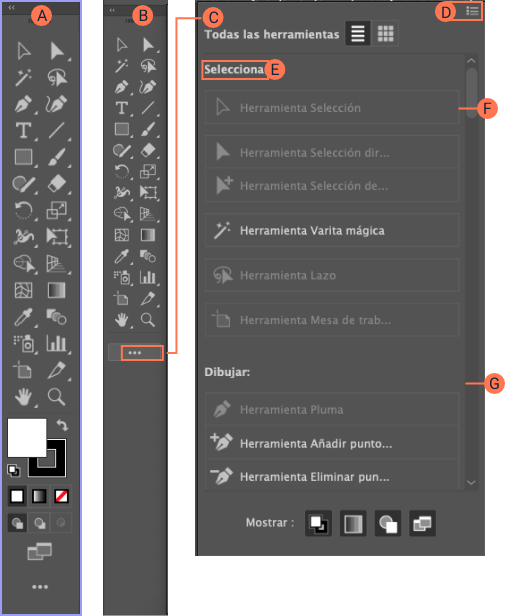 A
B
C
D
Todas las herramientas
Selecciona
E
Herramienta Selección
F
Herramienta Selección dir...
Herramienta Selección de...
Herramienta Varita mágica
Herramienta Lazo
Herramienta Mesa de trab...
Dibujar:
G
Herramienta Pluma
Herramienta Añadir punto...
Herramienta Eliminar pun...
Mostrar :